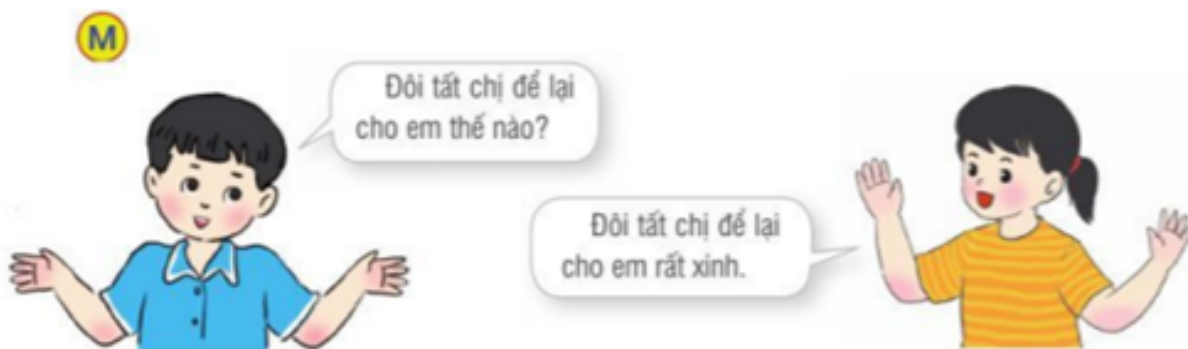 M
Đôi tất chị để lại
cho em thế nào?
Đôi tất chị để lại
cho em rất xinh.